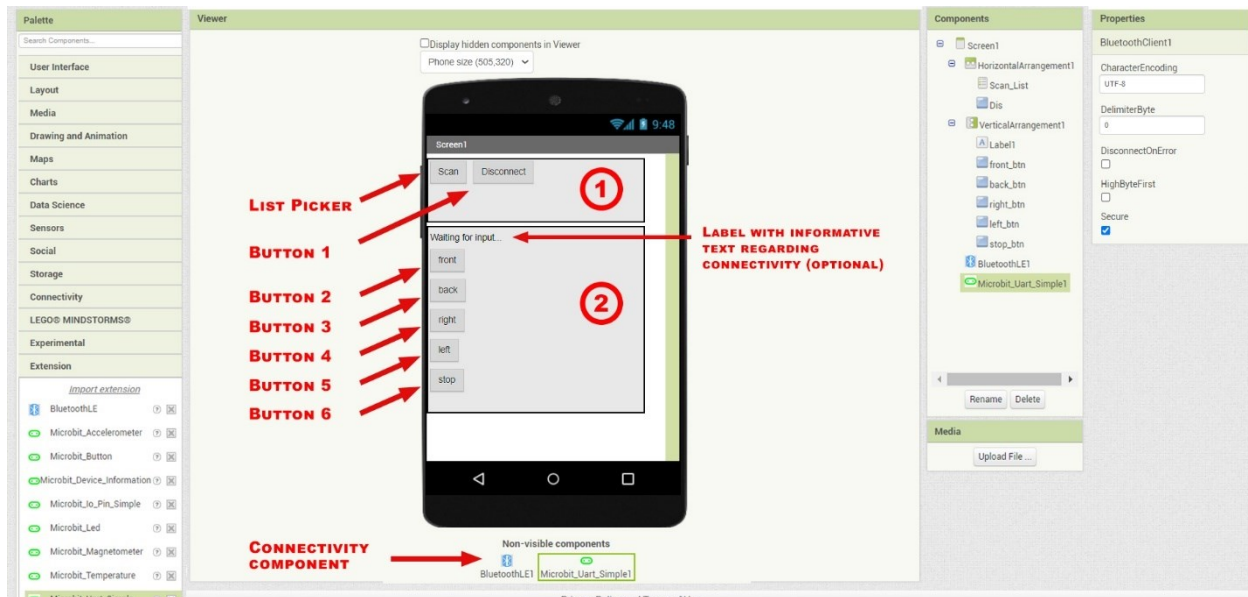 Palette
Search Components...
User Interface
Layout
Media
Drawing and Animation
Maps
Charts
Data Science
Sensors
Social
Storage
Connectivity
LEGO® MINDSTORMS®
Experimental
Extension
Import extension
BluetoothLE
Microbit_Accelerometer
Microbit_Button
Microbit_Device_Information
Microbit_Io_Pin_Simple
Microbit_Led
Microbit_Magnetometer
Microbit_Temperature
Viewer
Display hidden components in Viewer
Phone size (505,320)
9:48
Screen1
Scan Disconnect
1
Waiting for input...
front
back
right
left
stop
2
LIST PICKER
BUTTON 1
BUTTON 2
BUTTON 3
BUTTON 4
BUTTON 5
BUTTON 6
LABEL WITH INFORMATIVE
TEXT REGARDING
CONNECTIVITY (OPTIONAL)
CONNECTIVITY
COMPONENT
Non-visible components
BluetoothLE1 Microbit_Uart_Simple1
Components
Screen1
HorizontalArrangement1
Scan_List
Dis
VerticalArrangement1
A Label1
front_btn
back_btn
right_btn
left_btn
stop_btn
BluetoothLE1
Microbit_Uart_Simple1
Rename Delete
Media
Upload File ...
Properties
BluetoothClient1
CharacterEncoding
UTF-8
DelimiterByte
0
DisconnectOnError
HighByteFirst
Secure